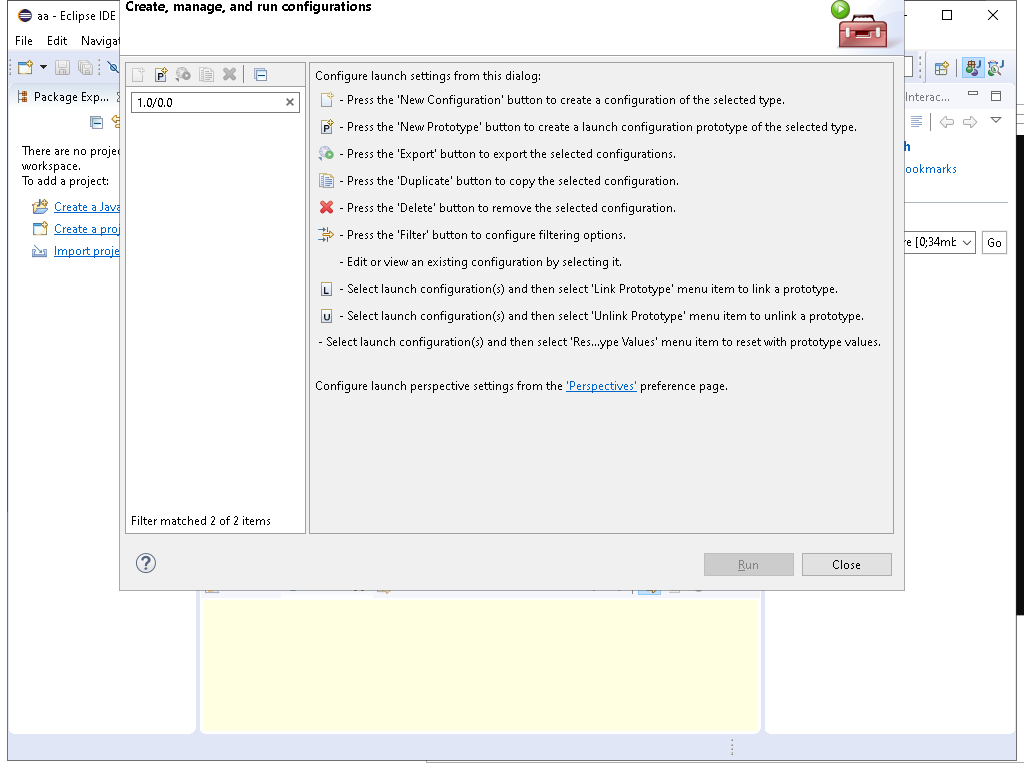 Create, manage, and run configurations
aa - Eclipse IDE
File Edit Navigat
Package Exp...
There are no projec
workspace.
To add a project:
Create a Java
Create a proj
Import proje
1.0/0.0
Filter matched 2 of 2 items
Configure launch settings from this dialog:
- Press the 'New Configuration' button to create a configuration of the selected type.
P - Press the 'New Prototype' button to create a launch configuration prototype of the selected type.
- Press the 'Export' button to export the selected configurations.
- Press the 'Duplicate' button to copy the selected configuration.
- Press the 'Delete' button to remove the selected configuration.
- Press the 'Filter' button to configure filtering options.
- Edit or view an existing configuration by selecting it.
L - Select launch configuration(s) and then select 'Link Prototype' menu item to link a prototype.
U - Select launch configuration(s) and then select 'Unlink Prototype' menu item to unlink a prototype.
- Select launch configuration(s) and then select 'Res...ype Values' menu item to reset with prototype values.
Configure launch perspective settings from the 'Perspectives' preference page.
Run Close
Interac...
h
ookmarks
re [0;34mb
Go